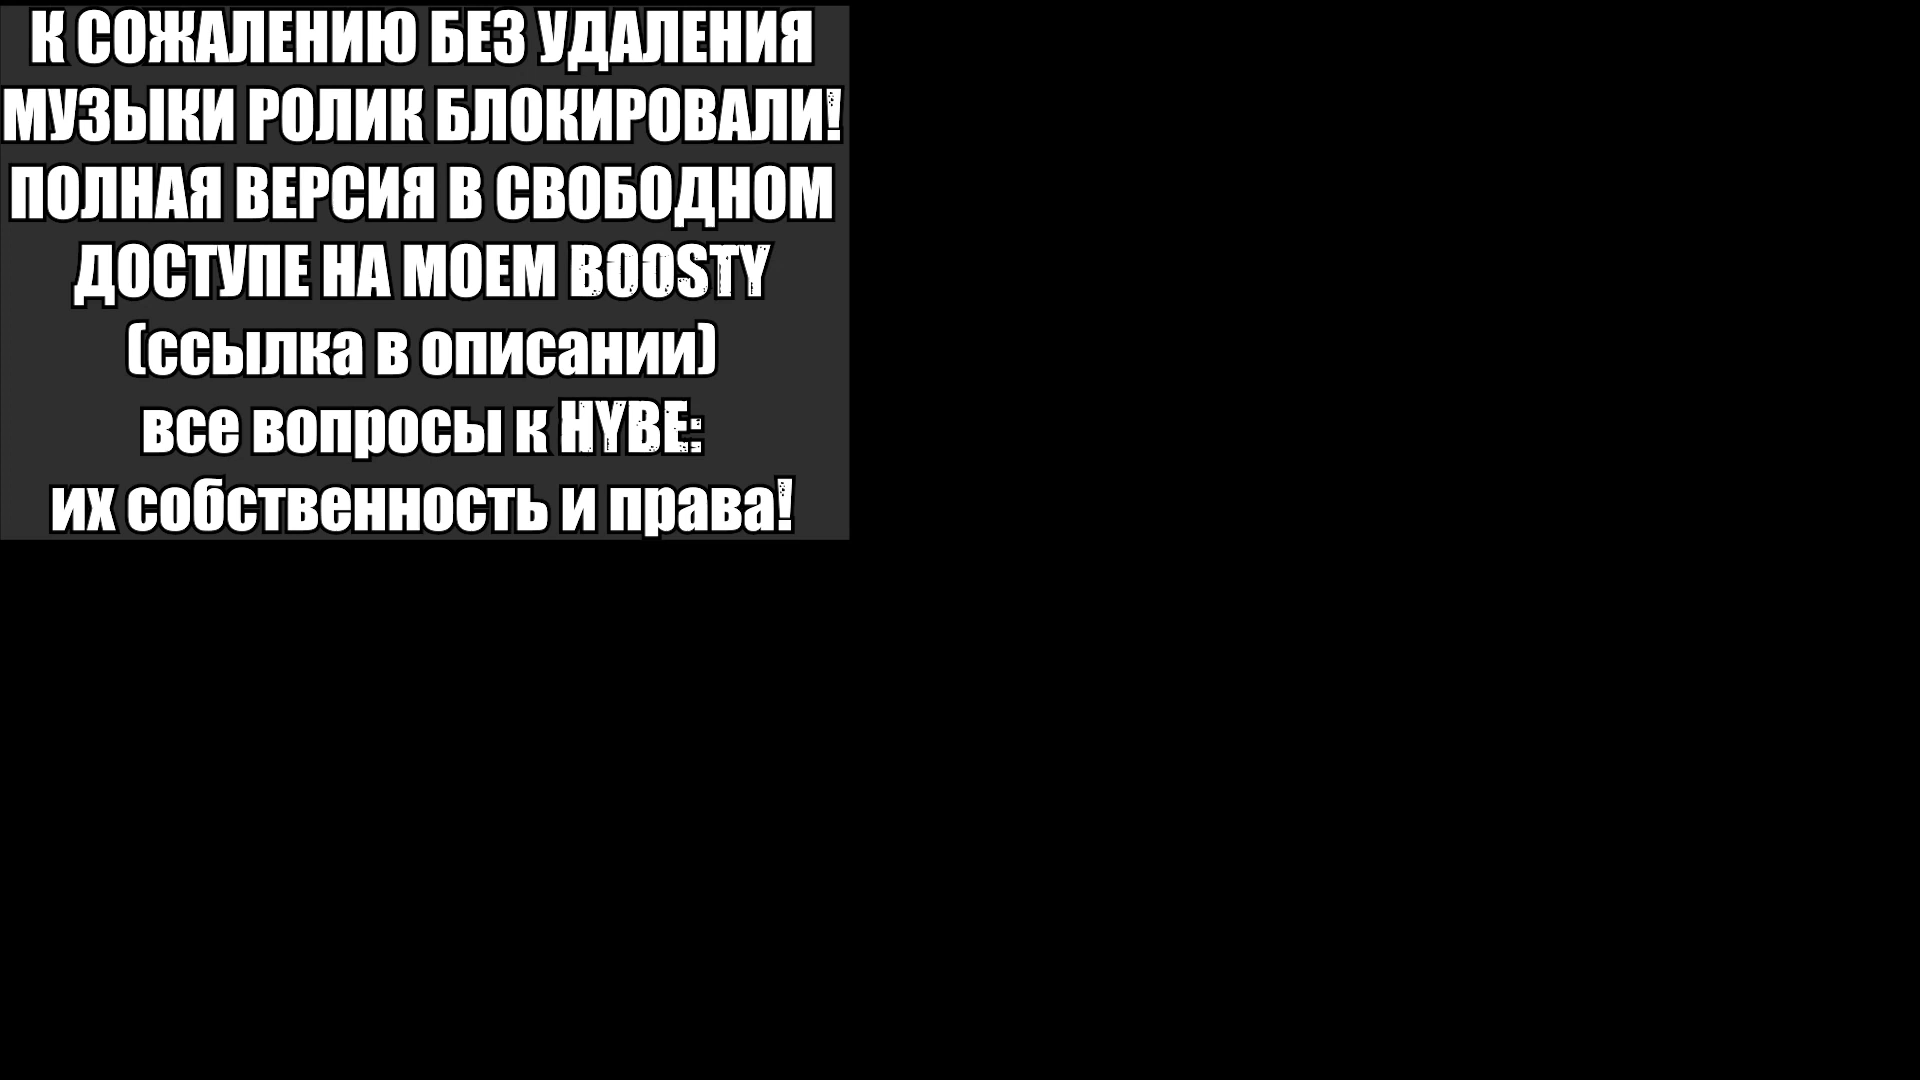 К СОЖАЛЕНИЮ БЕЗ УДАЛЕНИЯ
МУЗЫКИ РОЛИК БЛОКИРОВАЛИ!
ПОЛНАЯ ВЕРСИЯ В СВОБОДНОМ
ДОСТУПЕ НА МОЕМ BOOSTY
(ссылка в описании)
все вопросы к HYBE:
их собственность и права!